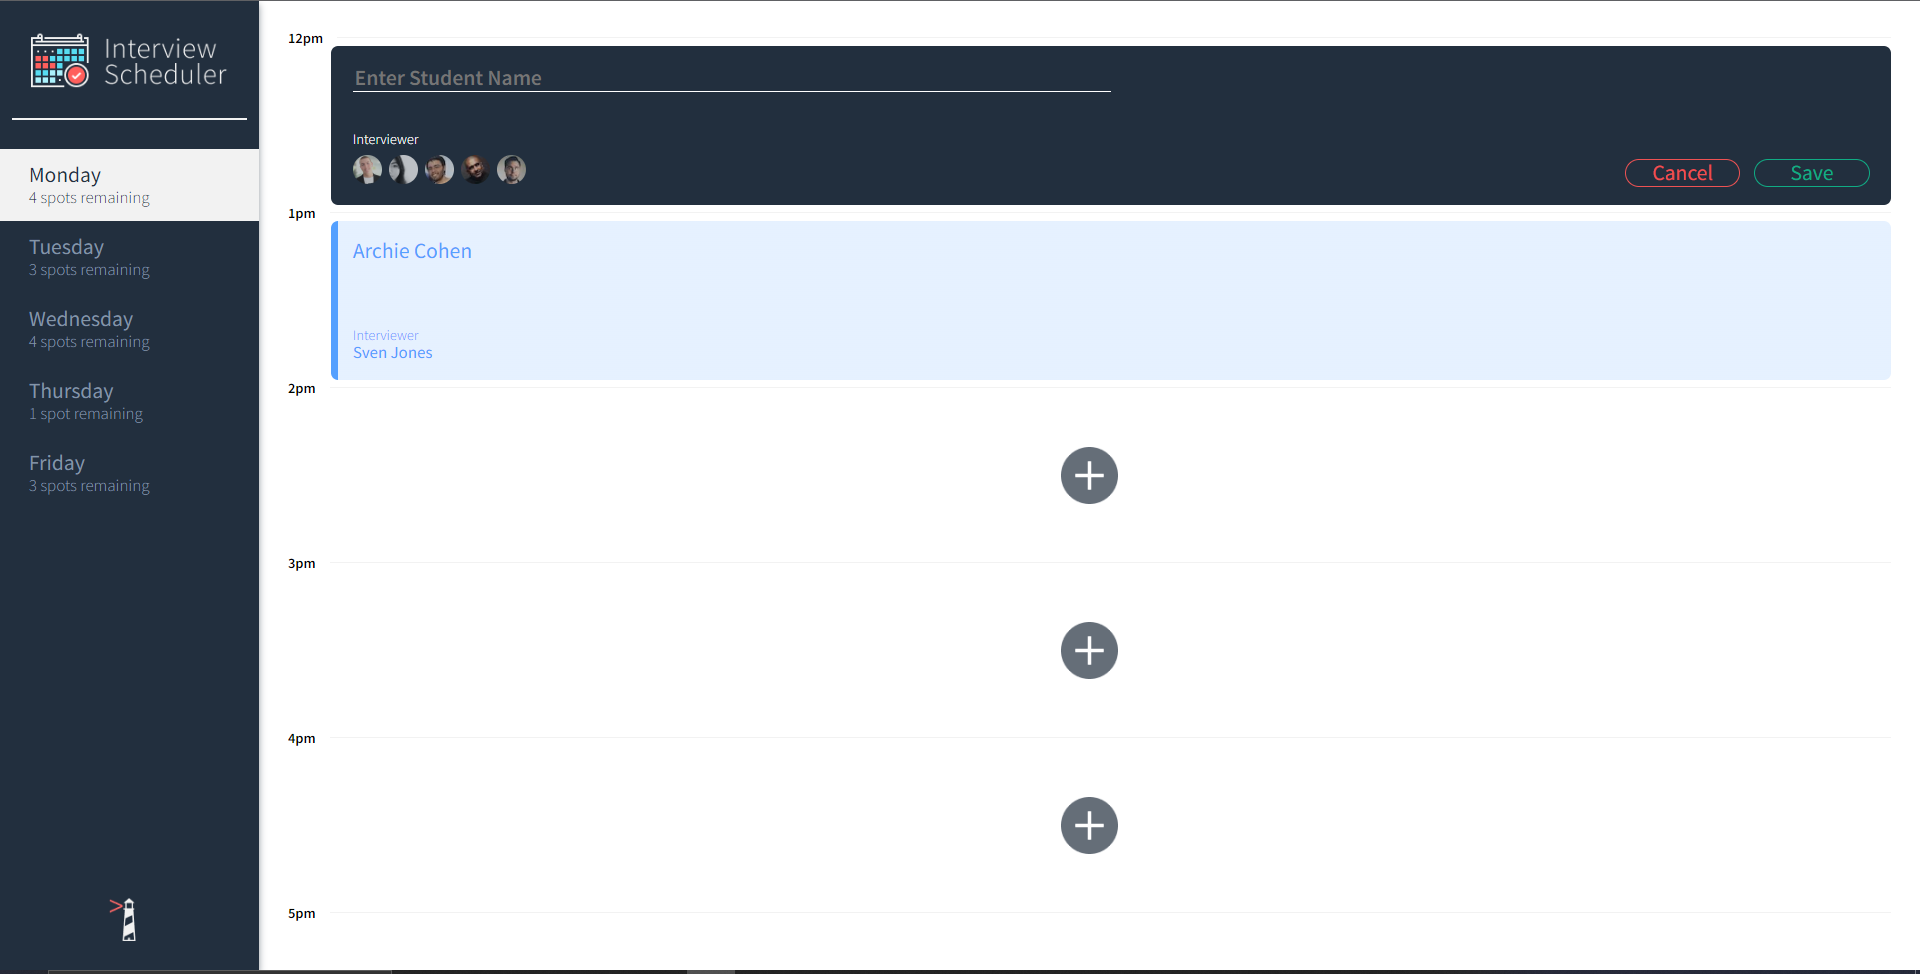 Interview
Scheduler
Monday
4 spots remaining
Tuesday
3 spots remaining
Wednesday
4 spots remaining
Thursday
1 spot remaining
Friday
3 spots remaining
12pm
Enter Student Name
Interviewer
Cancel
Save
1pm
Archie Cohen
Interviewer
Sven Jones
2pm
3pm
4pm
5pm